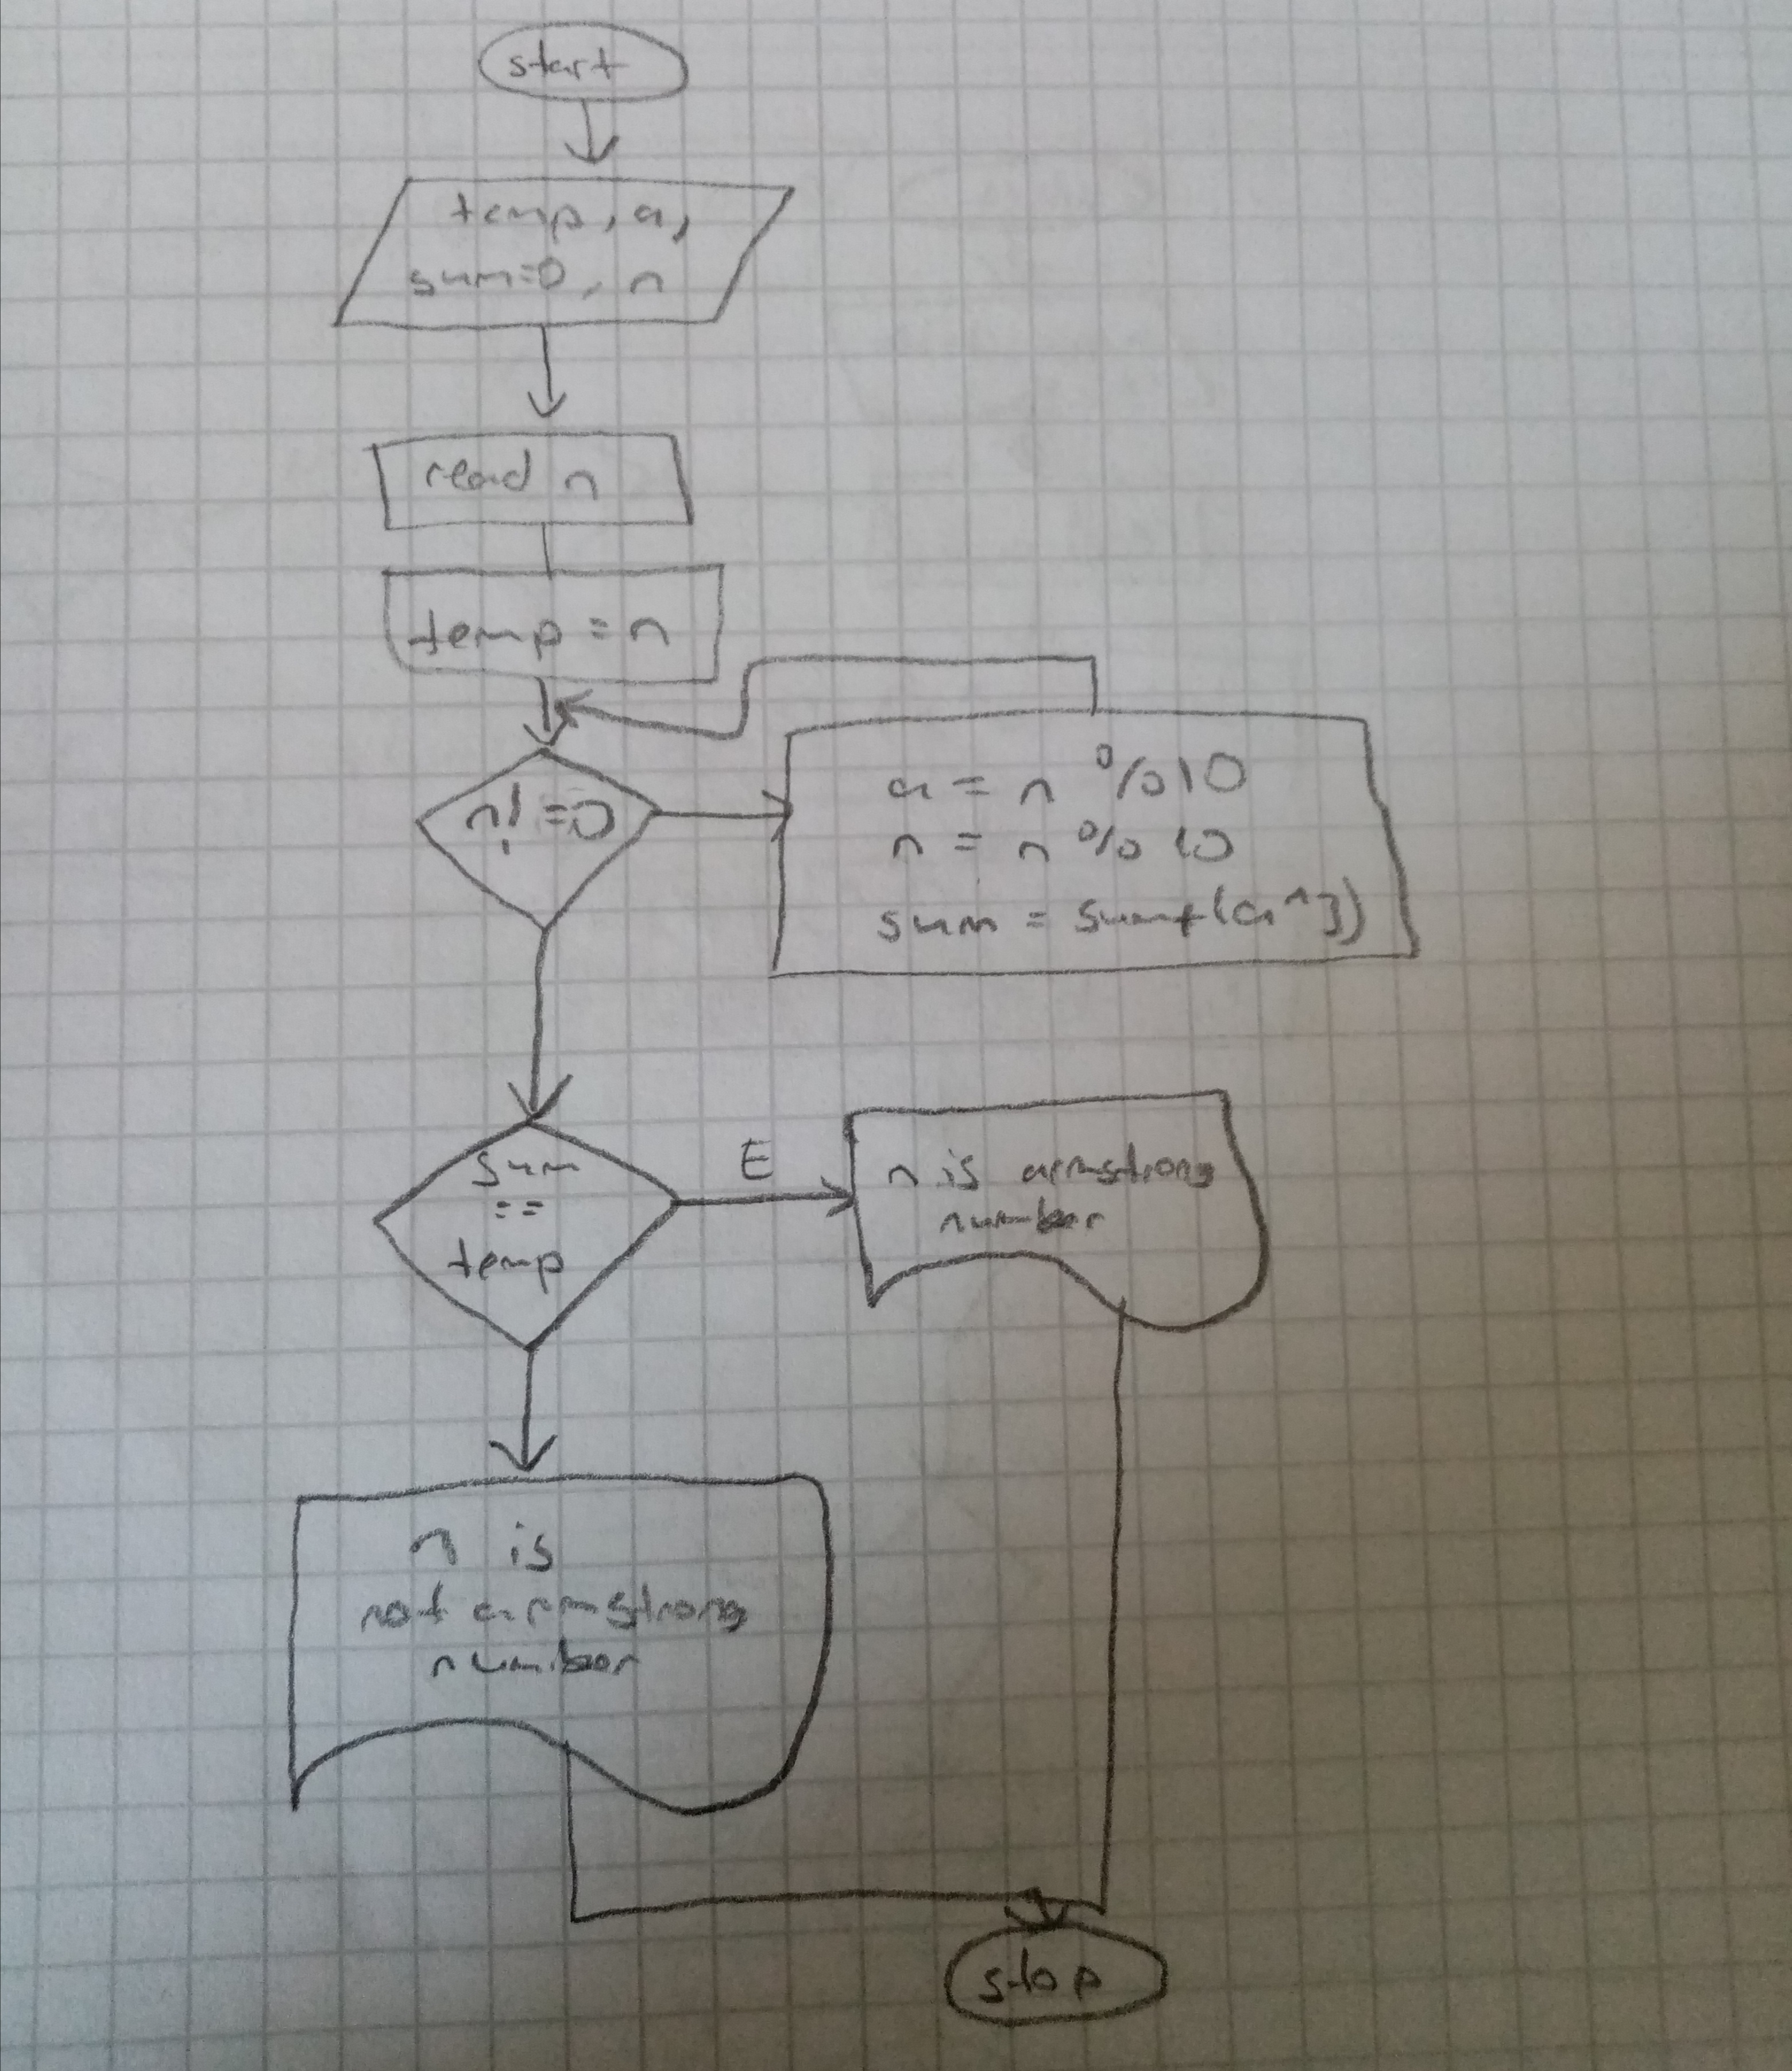 start
temp, a,
sum=0, n
read n
temp = n
n! =0
a = n %10
n = n % 10
sum = sum+(a^3)
sum
==
temp
E
n is armstrong
number
n is
not armstrong
number
stop